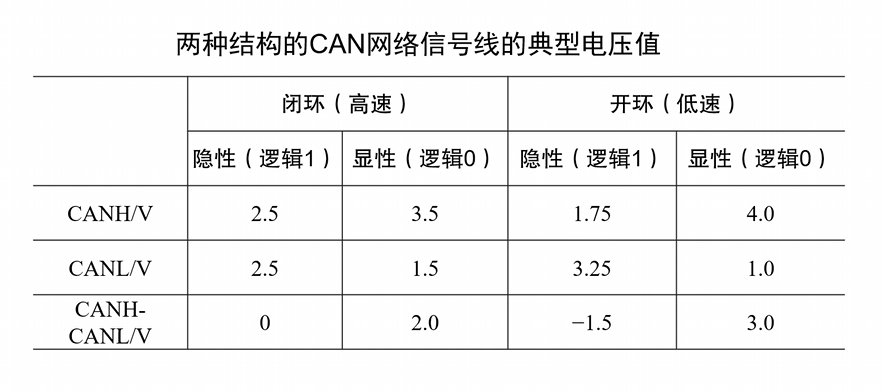 两种结构的CAN网络信号线的典型电压值
闭环（高速） 开环（低速）
隐性（逻辑1） 显性（逻辑0） 隐性（逻辑1） 显性（逻辑0）
CANH/V 2.5 3.5 1.75 4.0
CANL/V 2.5 1.5 3.25 1.0
CANH-
CANL/V 0 2.0 −1.5 3.0